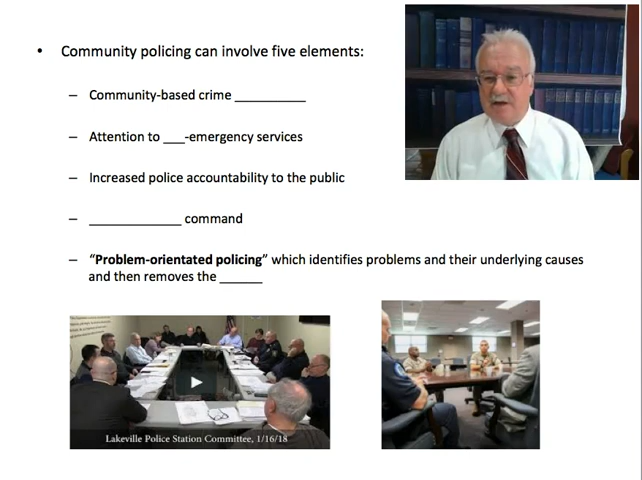 • Community policing can involve five elements:
– Community-based crime __________
– Attention to ___-emergency services
– Increased police accountability to the public
– _____________ command
– “Problem-orientated policing” which identifies problems and their underlying causes
and then removes the ______
Lakeville Police Station Committee, 1/16/18